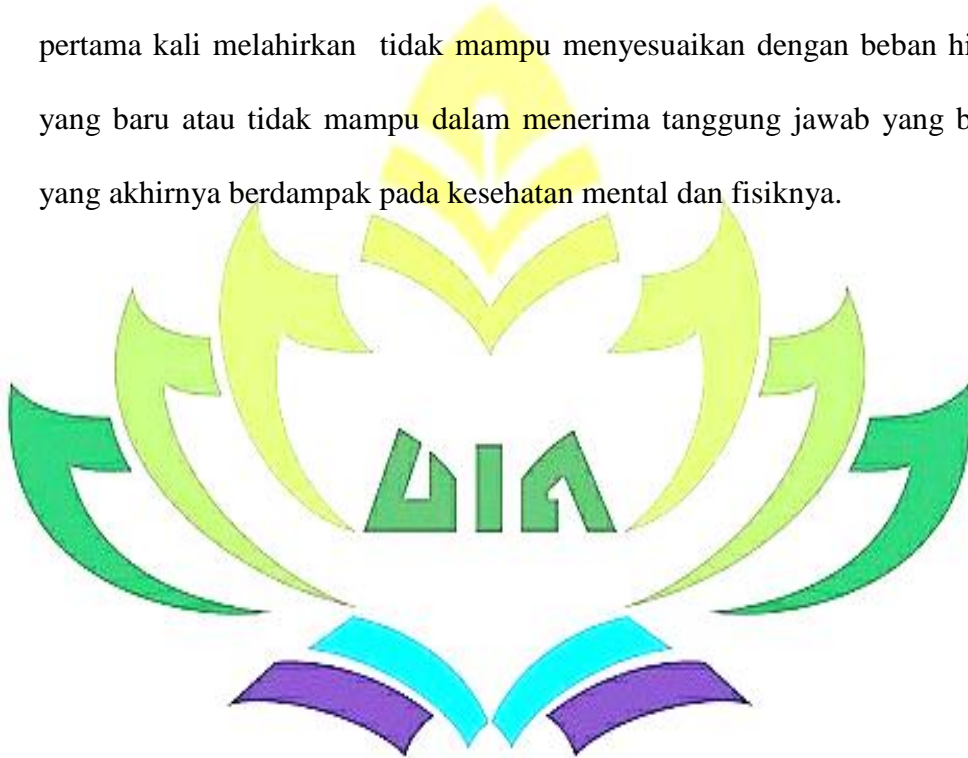 pertama kali melahirkan tidak mampu menyesuaikan dengan beban
yang baru atau tidak mampu dalam menerima tanggung jawab yang
yang akhirnya berdampak pada kesehatan mental dan fisiknya.
UIN